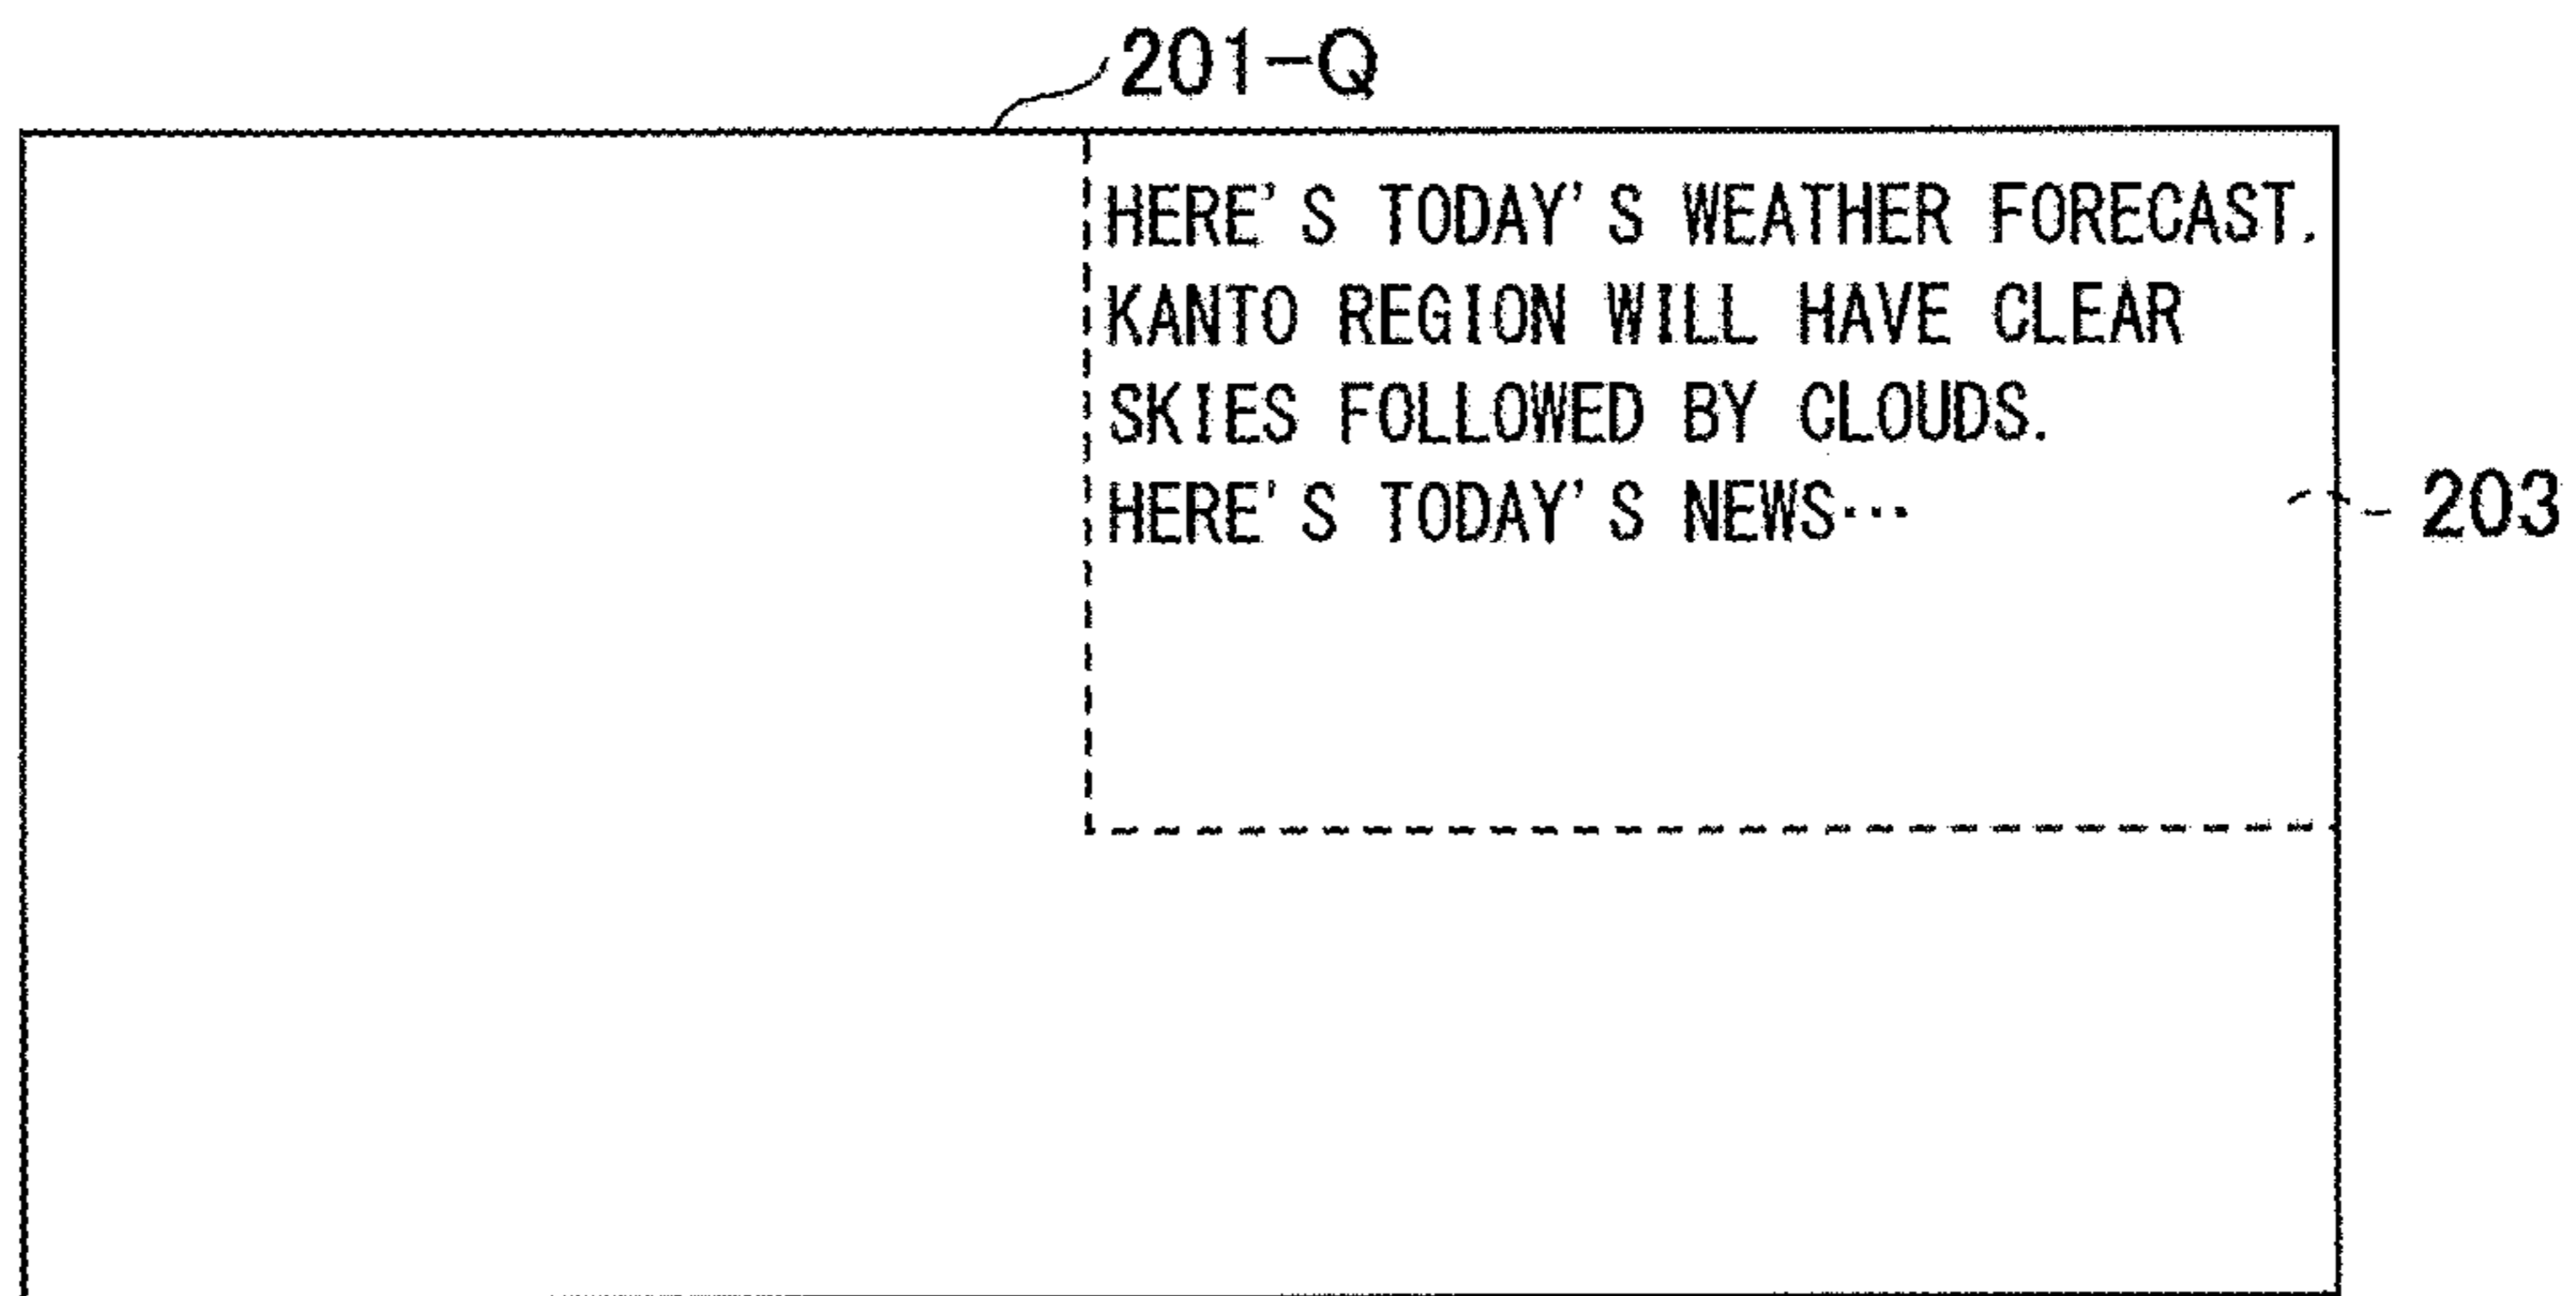 201-Q
HERE'S TODAY'S WEATHER FORECAST.
KANTO REGION WILL HAVE CLEAR
SKIES FOLLOWED BY CLOUDS.
HERE'S TODAY'S NEWS…
203